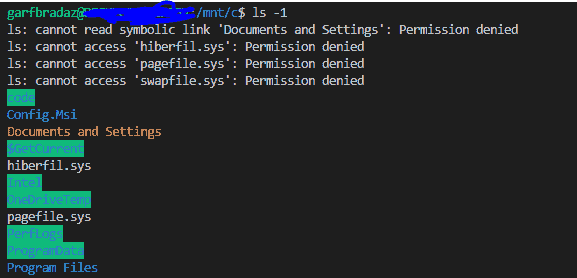 garfbradaz@ /mnt/c$ ls -1
ls: cannot read symbolic link 'Documents and Settings': Permission denied
ls: cannot access 'hiberfil.sys': Permission denied
ls: cannot access 'pagefile.sys': Permission denied
ls: cannot access 'swapfile.sys': Permission denied
code
Config.Msi
Documents and Settings
$GetCurrent
hiberfil.sys
Intel
OneDriveTemp
pagefile.sys
PerfLogs
ProgramData
Program Files